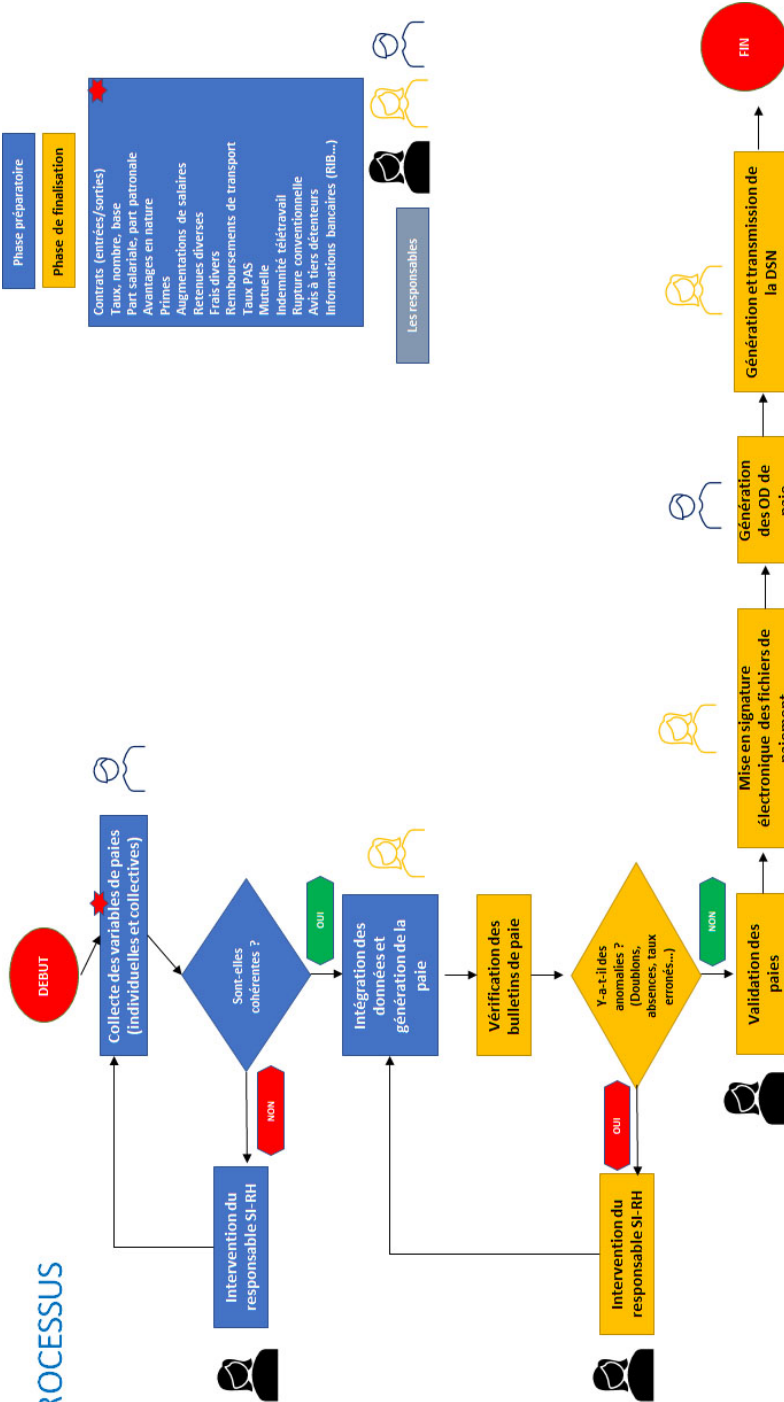 ROCESSUS
DEBUT
Collecte des variables de paies
(individuelles et collectives)
Sont-elles
cohérentes ?
NON
OUI
Intervention du
responsable SI-RH
Intégration des
données et
génération de la
paie
Vérification des
bulletins de paie
Y-a-t-il des
anomalies ?
(Doublons,
absences, taux
erronés...)
OUI
NON
Intervention du
responsable SI-RH
Validation des
paies
Mise en signature
électronique des fichiers de
paiement
Génération
des OD de
paie
Génération et transmission de
la DSN
FIN
Phase préparatoire
Phase de finalisation
Contrats (entrées/sorties)
Taux, nombre, base
Part salariale, part patronale
Avantages en nature
Primes
Augmentations de salaires
Retenues diverses
Frais divers
Remboursements de transport
Taux PAS
Mutuelle
Indemnité télétravail
Rupture conventionnelle
Avis à tiers détenteurs
Informations bancaires (RIB...)
Les responsables